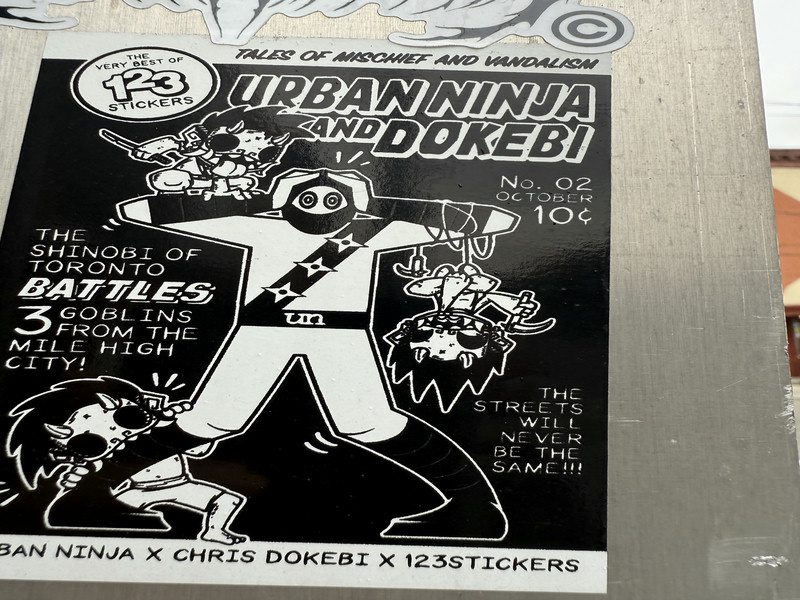 ©
THE
VERY BEST OF
123
STICKERS
TALES OF MISCHIEF AND VANDALISM
URBAN NINJA
AND DOKEBI
No. 02
OCTOBER
10¢
THE
SHINOBI OF
TORONTO
BATTLES
3 GOBLINS
FROM THE
MILE HIGH
CITY!
un
THE
STREETS
WILL
NEVER
BE THE
SAME!!!
BAN NINJA X CHRIS DOKEBI X 123STICKERS